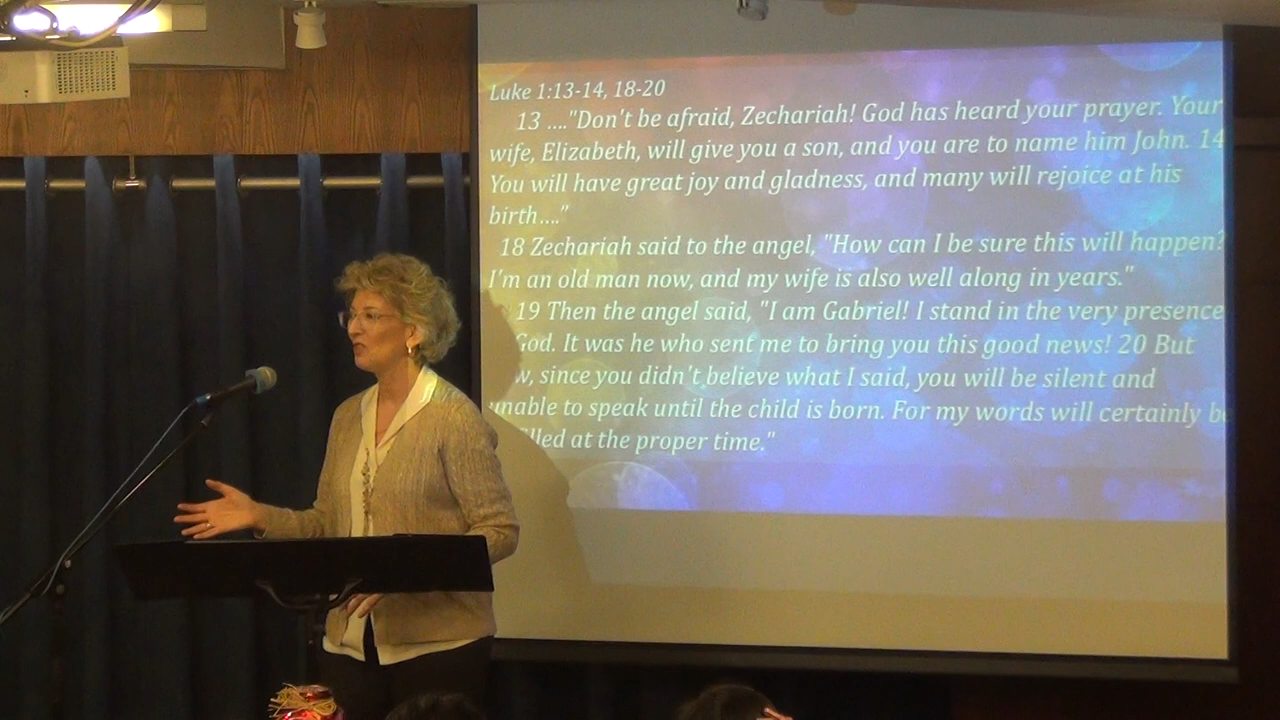 Luke 1:13-14, 18-20
13 ...."Don't be afraid, Zechariah! God has heard your prayer. Your
wife, Elizabeth, will give you a son, and you are to name him John. 14
You will have great joy and gladness, and many will rejoice at his
birth...."
18 Zechariah said to the angel, "How can I be sure this will happen?
I'm an old man now, and my wife is also well along in years."
19 Then the angel said, "I am Gabriel! I stand in the very presence
God. It was he who sent me to bring you this good news! 20 But
since you didn't believe what I said, you will be silent and
unable to speak until the child is born. For my words will certainly be
at the proper time."